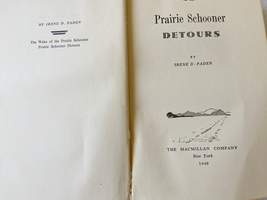 BY IRENE D. PADEN
The Wake of the Prairie Schooner
Prairie Schooner Detours
Prairie Schooner
DETOURS
BY
IRENE D. PADEN
THE MACMILLAN COMPANY
New York
1949